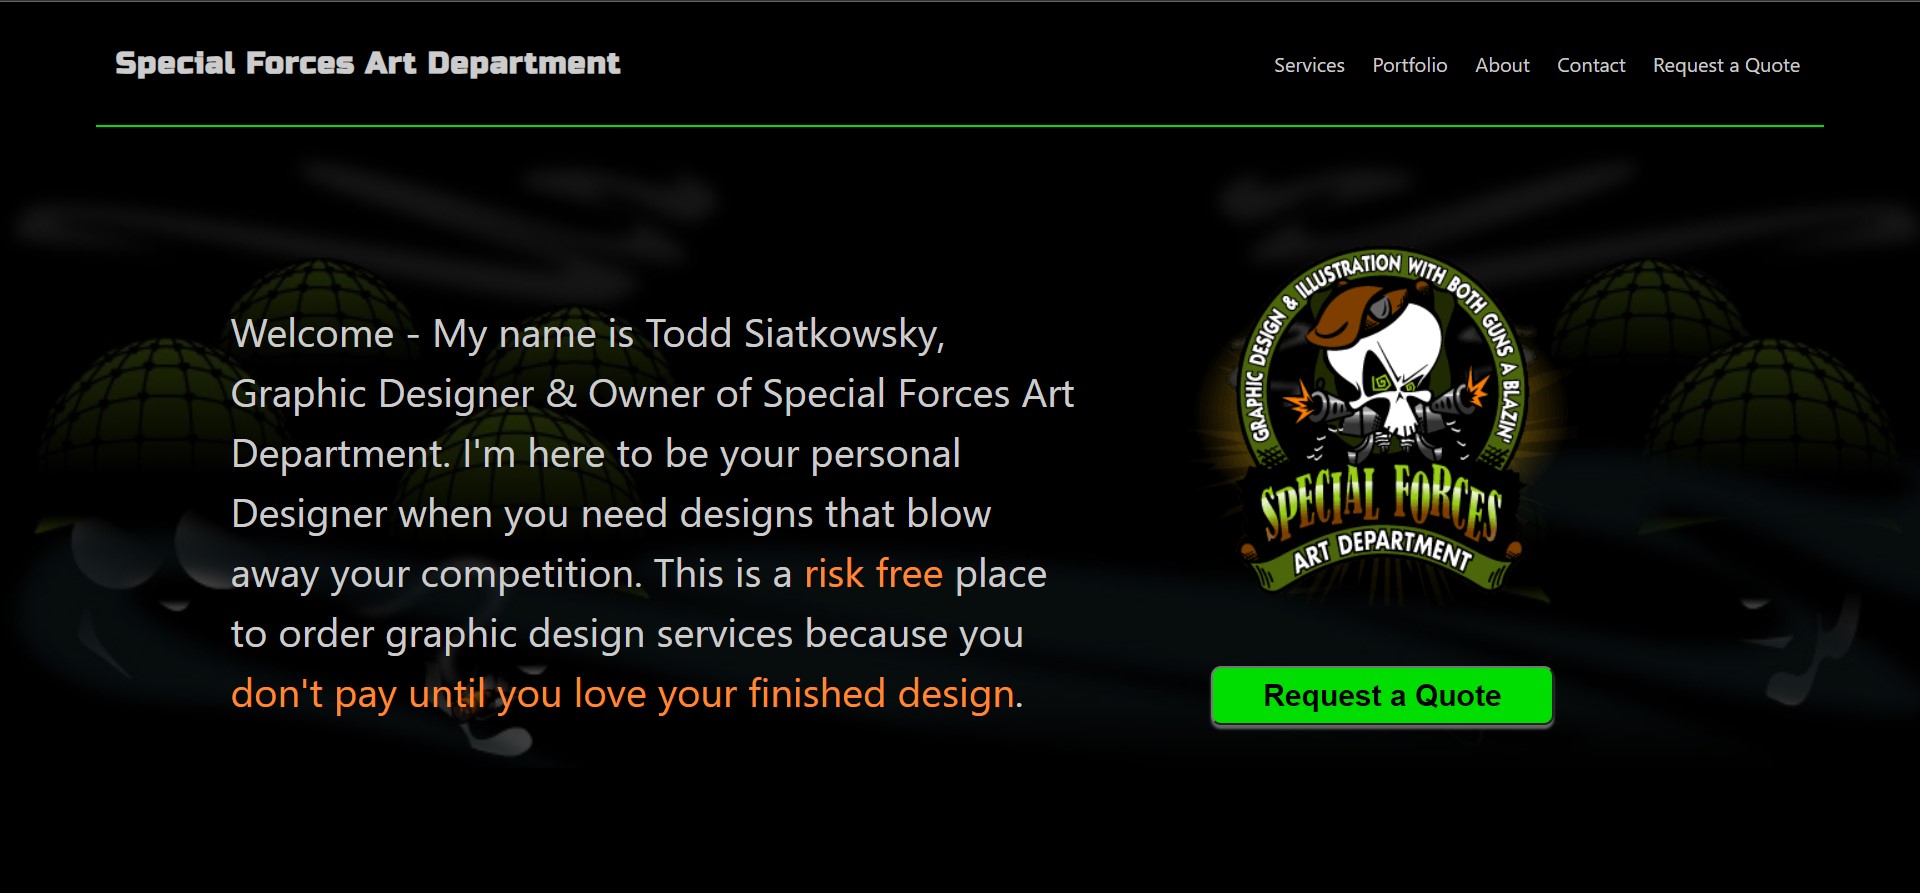 Special Forces Art Department
Services Portfolio About Contact Request a Quote
Welcome - My name is Todd Siatkowsky,
Graphic Designer & Owner of Special Forces Art
Department. I'm here to be your personal
Designer when you need designs that blow
away your competition. This is a risk free place
to order graphic design services because you
don't pay until you love your finished design.
GRAPHIC DESIGN & ILLUSTRATION WITH BOTH GUNS A BLAZIN'
SPECIAL FORCES
ART DEPARTMENT
Request a Quote